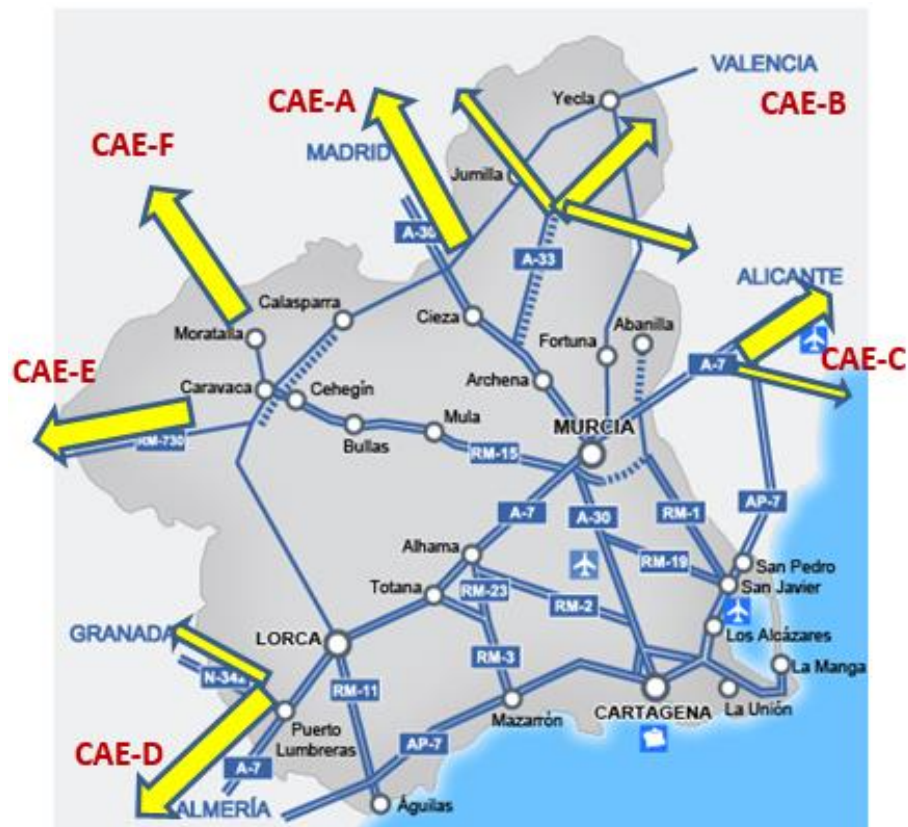 VALENCIA
CAE-A
Yecla
CAE-B
CAE-F
MADRID
Jumilla
A-30
A-33
ALICANTE
Calasparra
Cieza
Moratalla
Fortuna
Abanilla
CAE-E
A-7
CAE-C
Caravaca
Cehegín
Archena
Mula
MURCIA
RM-730
Bullas
RM-15
A-7
A-30
RM-1
AP-7
Alhama
RM-19
San Pedro
Totana
RM-23
San Javier
RM-2
GRANADA
LORCA
Los Alcázares
N-342
RM-3
La Manga
RM-11
CARTAGENA
La Unión
Puerto
Lumbreras
Mazarrón
CAE-D
AP-7
A-7
ALMERÍA
Águilas